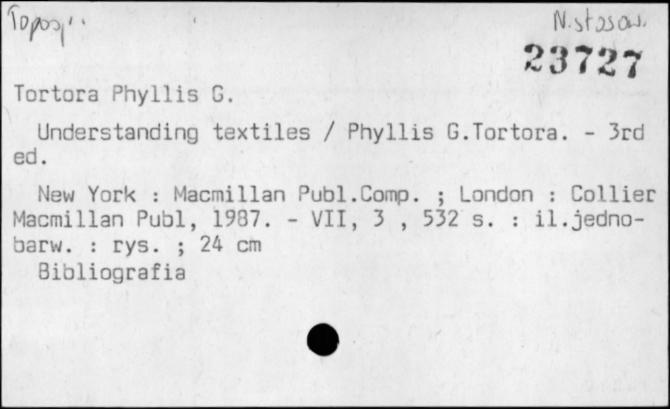 N.stosow.
23727
Tortora Phyllis G.
Understanding textiles / Phyllis G.Tortora. - 3rd
ed.
New York : Macmillan Publ.Comp. ; London : Collier
Macmillan Publ, 1987. - VII, 3 , 532 s. : il.jedno-
barw. : rys. ; 24 cm
Bibliografia